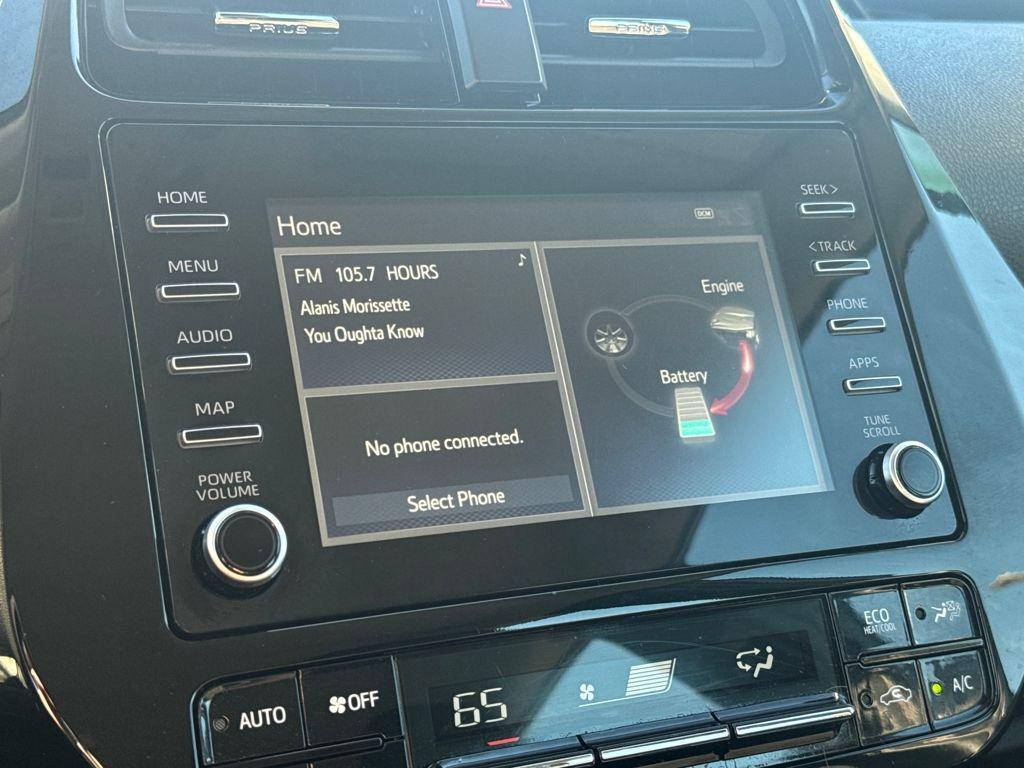 PRIUS
PRIUS
HOME
MENU
AUDIO
MAP
POWER
VOLUME
Home
DCM
FM 105.7 HOURS
Alanis Morissette
You Oughta Know
No phone connected.
Select Phone
Engine
Battery
SEEK >
< TRACK
PHONE
APPS
TUNE
SCROLL
AUTO
OFF
65
ECO
HEAT/COOL
A/C